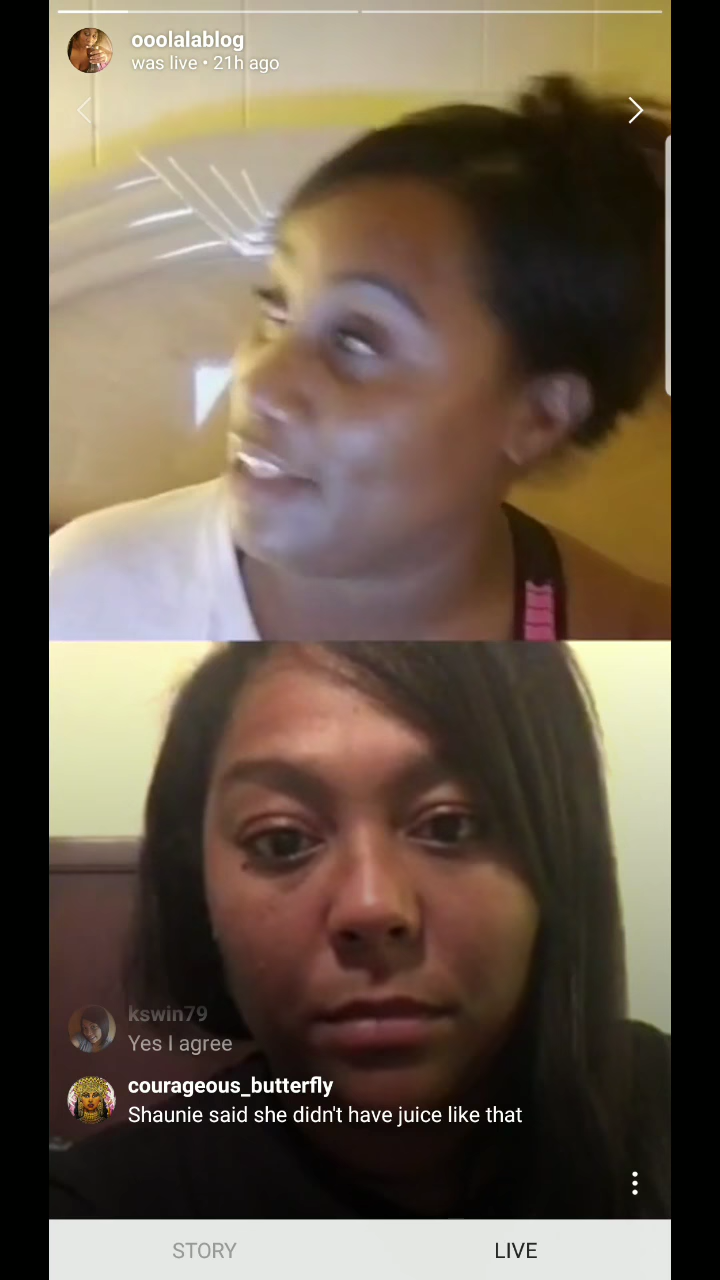 ooolalablog
was live • 21h ago
kswin79
Yes I agree
courageous_butterfly
Shaunie said she didn't have juice like that
STORY
LIVE